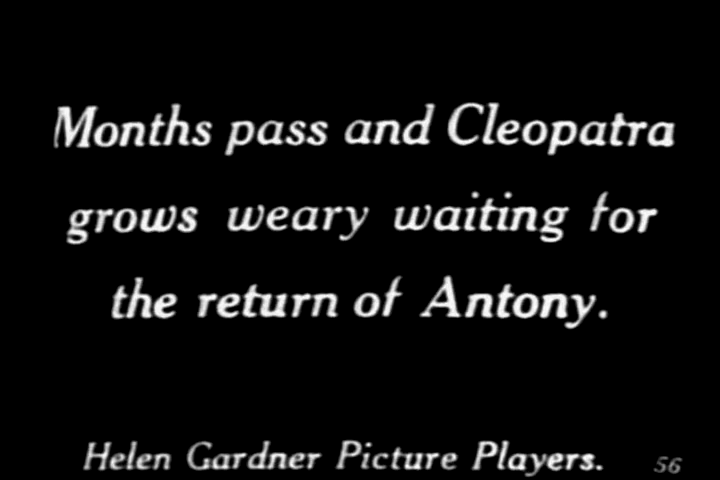 Months pass and Cleopatra
grows weary waiting for
the return of Antony.
Helen Gardner Picture Players. 56